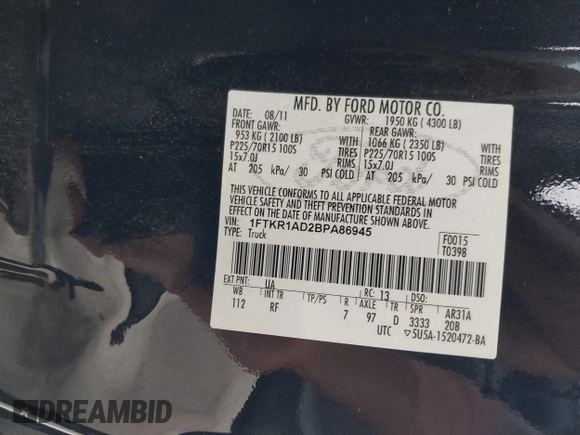 MFD. BY FORD MOTOR CO.
DATE: 08/11 GVWR: 1950 KG (4300 LB)
FRONT GAWR: REAR GAWR:
953 KG (2100 LB) 1066 KG (2350 LB)
P225/70R15 100S TIRES P225/70R15 100S TIRES
15x7.0J RIMS 15x7.0J RIMS
AT 205 kPa/ 30 PSI COLD AT 205 kPa/ 30 PSI COLD
THIS VEHICLE CONFORMS TO ALL APPLICABLE FEDERAL MOTOR
VEHICLE SAFETY AND THEFT PREVENTION STANDARDS IN
EFFECT ON THE DATE OF MANUFACTURE SHOWN ABOVE.
VIN: 1FTKR1AD2BPA86945 F0015
TYPE: Truck T0398
EXT PNT: UA RC: 13 DSO:
WB INT TR TP/PS R AXLE TR SPR AR31A
112 RF 7 97 D 3333 20B
UTC ▽5U5A-1520472-BA
Ford
DREAMBID